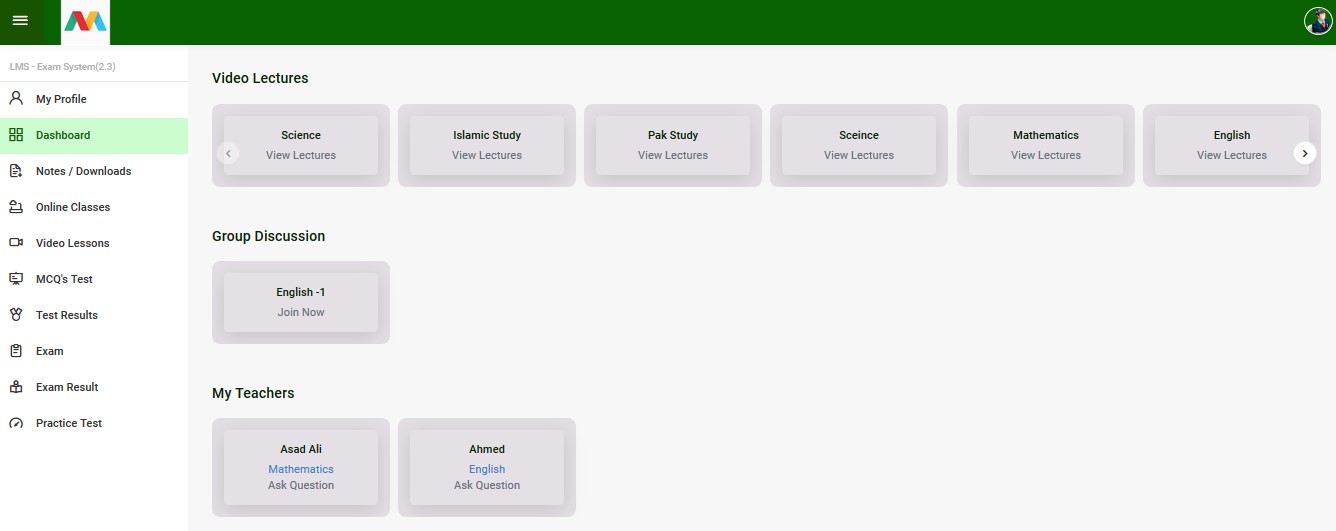 LMS - Exam System(2.3)
My Profile
Dashboard
Notes / Downloads
Online Classes
Video Lessons
MCQ's Test
Test Results
Exam
Exam Result
Practice Test
Video Lectures
Science
View Lectures
Islamic Study
View Lectures
Pak Study
View Lectures
Sceince
View Lectures
Mathematics
View Lectures
English
View Lectures
Group Discussion
English -1
Join Now
My Teachers
Asad Ali
Mathematics
Ask Question
Ahmed
English
Ask Question